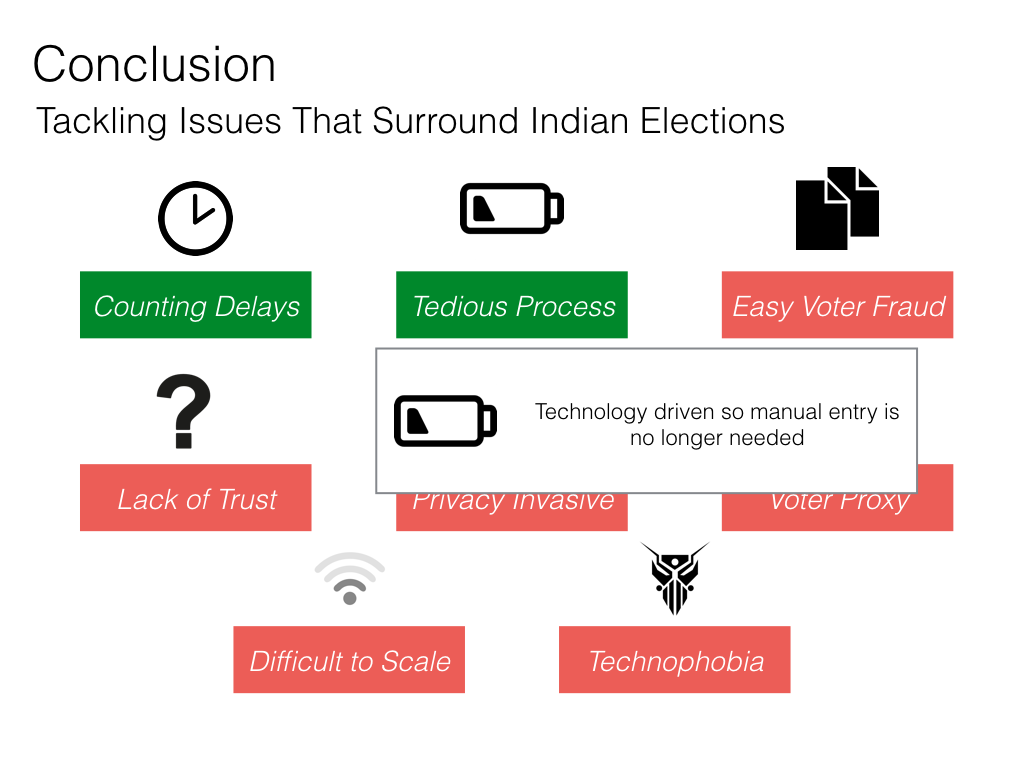 Conclusion
Tackling Issues That Surround Indian Elections
Counting Delays
Tedious Process
Easy Voter Fraud
?
Technology driven so manual entry is
no longer needed
Lack of Trust
Privacy Invasive
Voter Proxy
Difficult to Scale
Technophobia